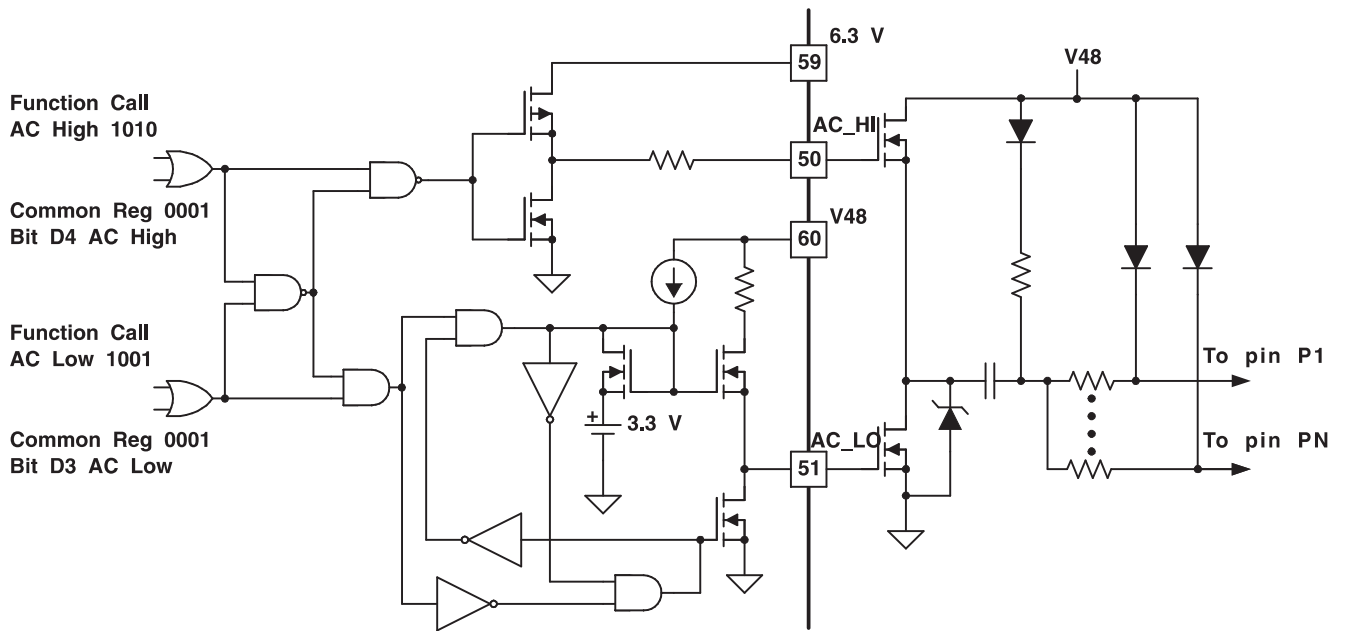 6.3 V
59
V48
Function Call
AC High 1010
AC_HI
50
Common Reg 0001
Bit D4 AC High
V48
60
Function Call
AC Low 1001
To pin P1
+
3.3 V
AC_LO
To pin PN
Common Reg 0001
Bit D3 AC Low
51